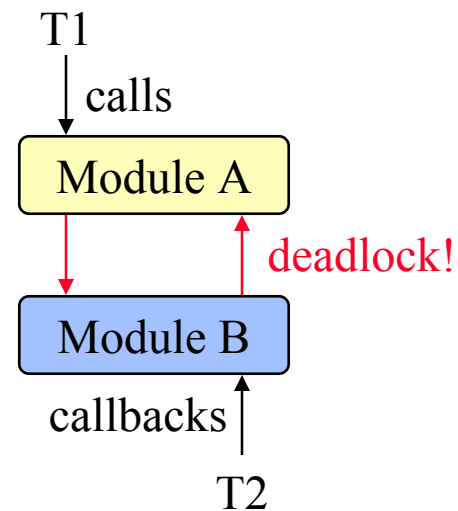 T1
calls
Module A
deadlock!
Module B
callbacks
T2